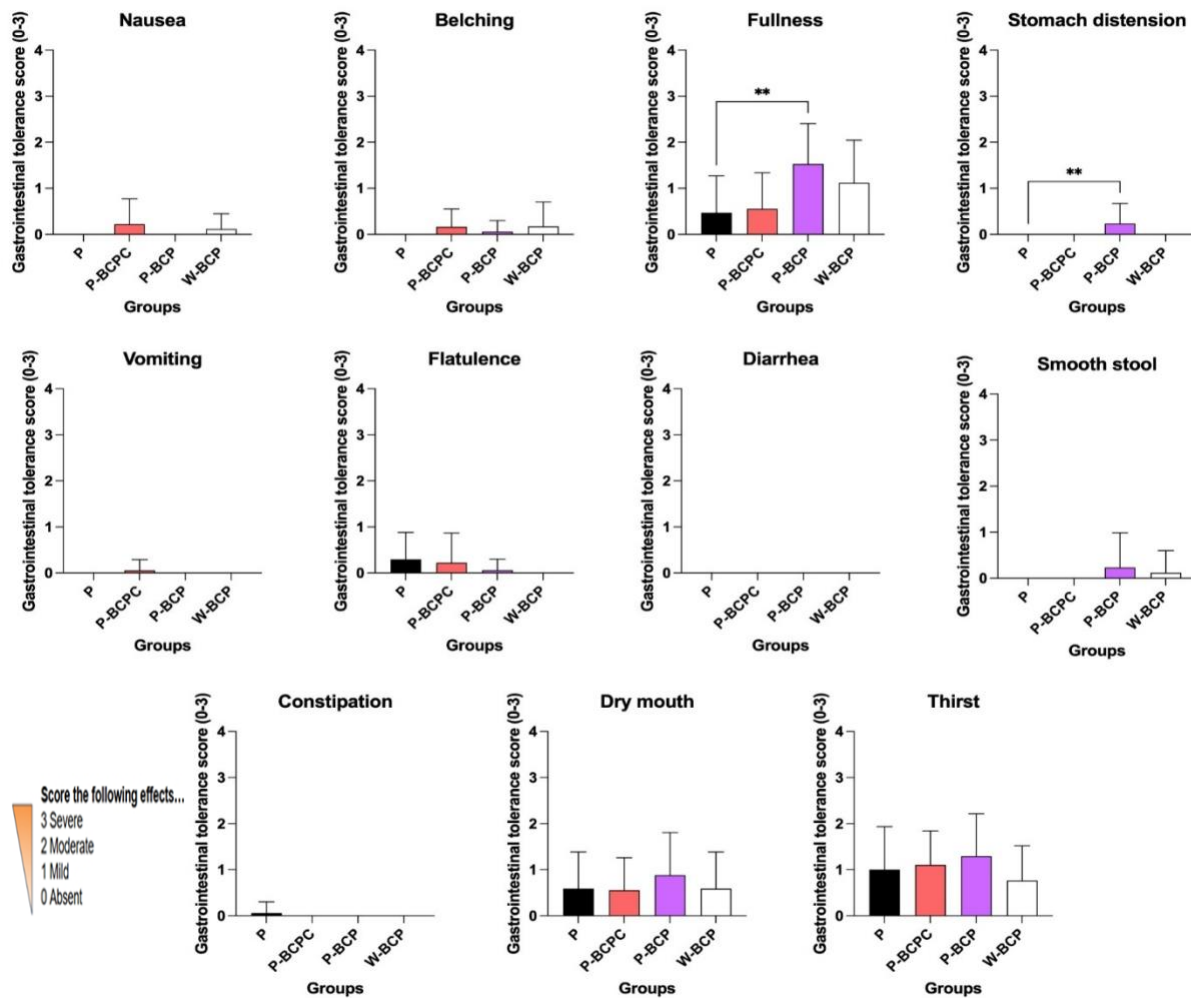 Nausea
Gastrointestinal tolerance score (0-3)
4
3
2
1
0
P
P-BCPC
P-BCP
W-BCP
Groups
Belching
Gastrointestinal tolerance score (0-3)
4
3
2
1
0
P
P-BCPC
P-BCP
W-BCP
Groups
Fullness
Gastrointestinal tolerance score (0-3)
4
3
2
1
0
**
P
P-BCPC
P-BCP
W-BCP
Groups
Stomach distension
Gastrointestinal tolerance score (0-3)
4
3
2
1
0
**
P
P-BCPC
P-BCP
W-BCP
Groups
Vomiting
Gastrointestinal tolerance score (0-3)
4
3
2
1
0
P
P-BCPC
P-BCP
W-BCP
Groups
Flatulence
Gastrointestinal tolerance score (0-3)
4
3
2
1
0
P
P-BCPC
P-BCP
W-BCP
Groups
Diarrhea
Gastrointestinal tolerance score (0-3)
4
3
2
1
0
P
P-BCPC
P-BCP
W-BCP
Groups
Smooth stool
Gastrointestinal tolerance score (0-3)
4
3
2
1
0
P
P-BCPC
P-BCP
W-BCP
Groups
Score the following effects...
3 Severe
2 Moderate
1 Mild
0 Absent
Constipation
Gastrointestinal tolerance score (0-3)
4
3
2
1
0
P
P-BCPC
P-BCP
W-BCP
Groups
Dry mouth
Gastrointestinal tolerance score (0-3)
4
3
2
1
0
P
P-BCPC
P-BCP
W-BCP
Groups
Thirst
Gastrointestinal tolerance score (0-3)
4
3
2
1
0
P
P-BCPC
P-BCP
W-BCP
Groups